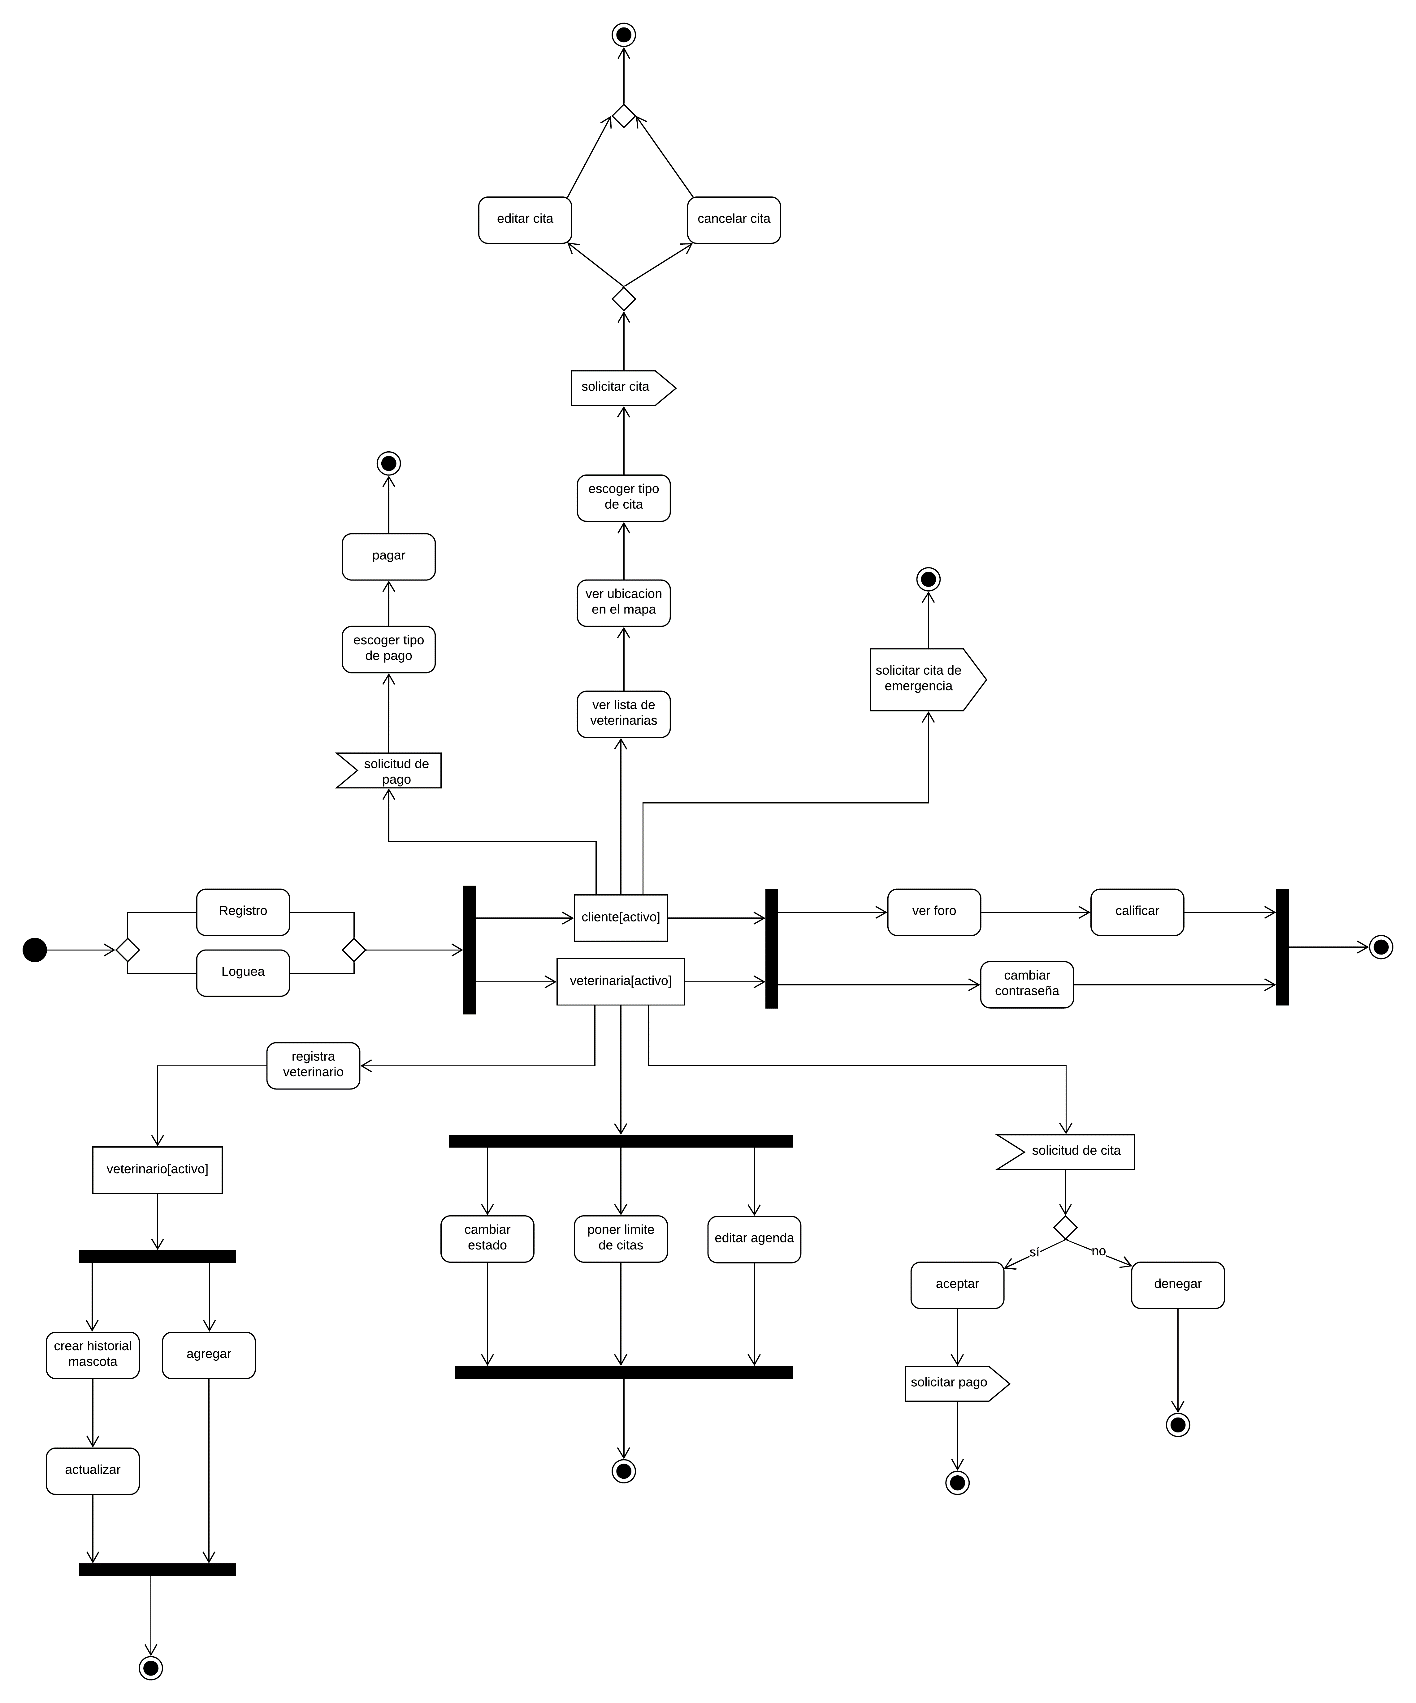 editar cita
cancelar cita
solicitar cita
escoger tipo
de cita
pagar
ver ubicacion
en el mapa
escoger tipo
de pago
solicitar cita de
emergencia
ver lista de
veterinarias
solicitud de
pago
Registro
cliente[activo]
ver foro
calificar
Loguea
veterinaria[activo]
cambiar
contraseña
registra
veterinario
veterinario[activo]
solicitud de cita
cambiar
estado
poner limite
de citas
editar agenda
sí
no
aceptar
denegar
crear historial
mascota
agregar
solicitar pago
actualizar